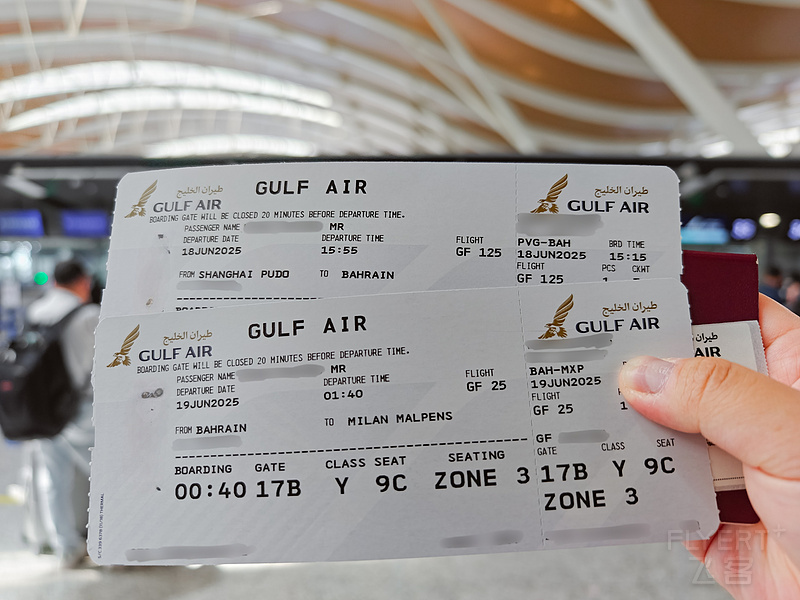 طيران الخليج
GULF AIR
GULF AIR
BOARDING GATE WILL BE CLOSED 20 MINUTES BEFORE DEPARTURE TIME.
PASSENGER NAME MR
DEPARTURE DATE DEPARTURE TIME FLIGHT
18JUN2025 15:55 GF 125
FROM SHANGHAI PUDO TO BAHRAIN
طيران الخليج
GULF AIR
PVG-BAH BRD TIME
18JUN2025 15:15
FLIGHT PCS CKWT
GF 125
طيران الخليج
GULF AIR
GULF AIR
BOARDING GATE WILL BE CLOSED 20 MINUTES BEFORE DEPARTURE TIME.
PASSENGER NAME MR
DEPARTURE DATE DEPARTURE TIME FLIGHT
19JUN2025 01:40 GF 25
FROM BAHRAIN TO MILAN MALPENS
BOARDING GATE CLASS SEAT SEATING
00:40 17B Y 9C ZONE 3
طيران الخليج
GULF AIR
BAH-MXP
19JUN2025
FLIGHT
GF 25
GF
GATE CLASS SEAT
17B Y 9C
ZONE 3
FLYERT
飞客